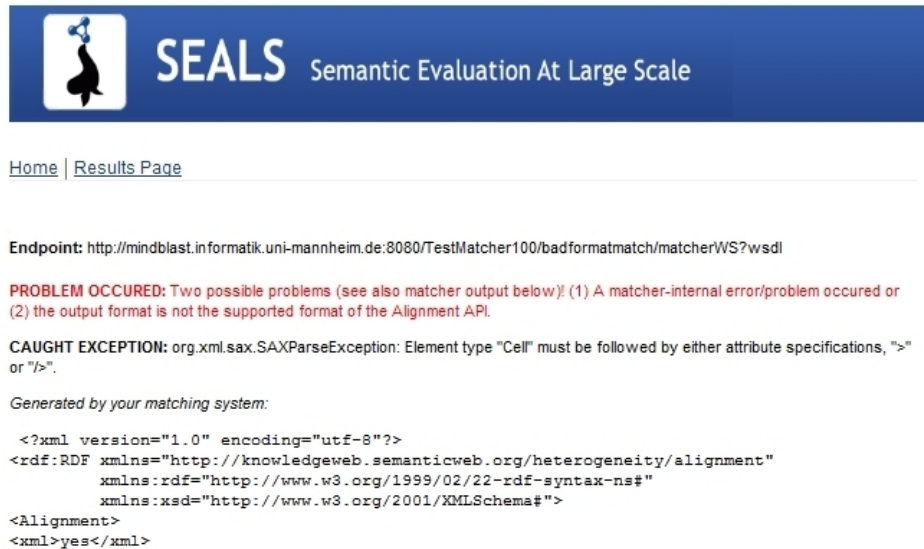 SEALS Semantic Evaluation At Large Scale
Home | Results Page
Endpoint: http://mindblast.informatik.uni-mannheim.de:8080/TestMatcher100/badformatmatch/matcherWS?wsdl
PROBLEM OCCURED: Two possible problems (see also matcher output below)! (1) A matcher-internal error/problem occured or
(2) the output format is not the supported format of the Alignment API.
CAUGHT EXCEPTION: org.xml.sax.SAXParseException: Element type "Cell" must be followed by either attribute specifications, ">"
or "/>".
Generated by your matching system:
<?xml version="1.0" encoding="utf-8"?>
<rdf:RDF xmlns="http://knowledgeweb.semanticweb.org/heterogeneity/alignment"
xmlns:rdf="http://www.w3.org/1999/02/22-rdf-syntax-ns#"
xmlns:xsd="http://www.w3.org/2001/XMLSchema#">
<Alignment>
<xml>yes</xml>